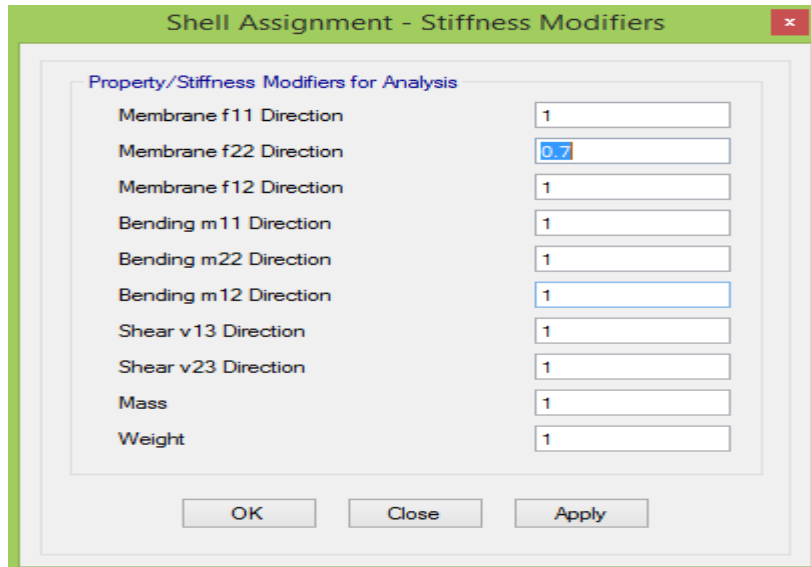 Shell Assignment - Stiffness Modifiers
x
Property/Stiffness Modifiers for Analysis
Membrane f11 Direction 1
Membrane f22 Direction 0.7
Membrane f12 Direction 1
Bending m11 Direction 1
Bending m22 Direction 1
Bending m12 Direction 1
Shear v13 Direction 1
Shear v23 Direction 1
Mass 1
Weight 1
OK Close Apply